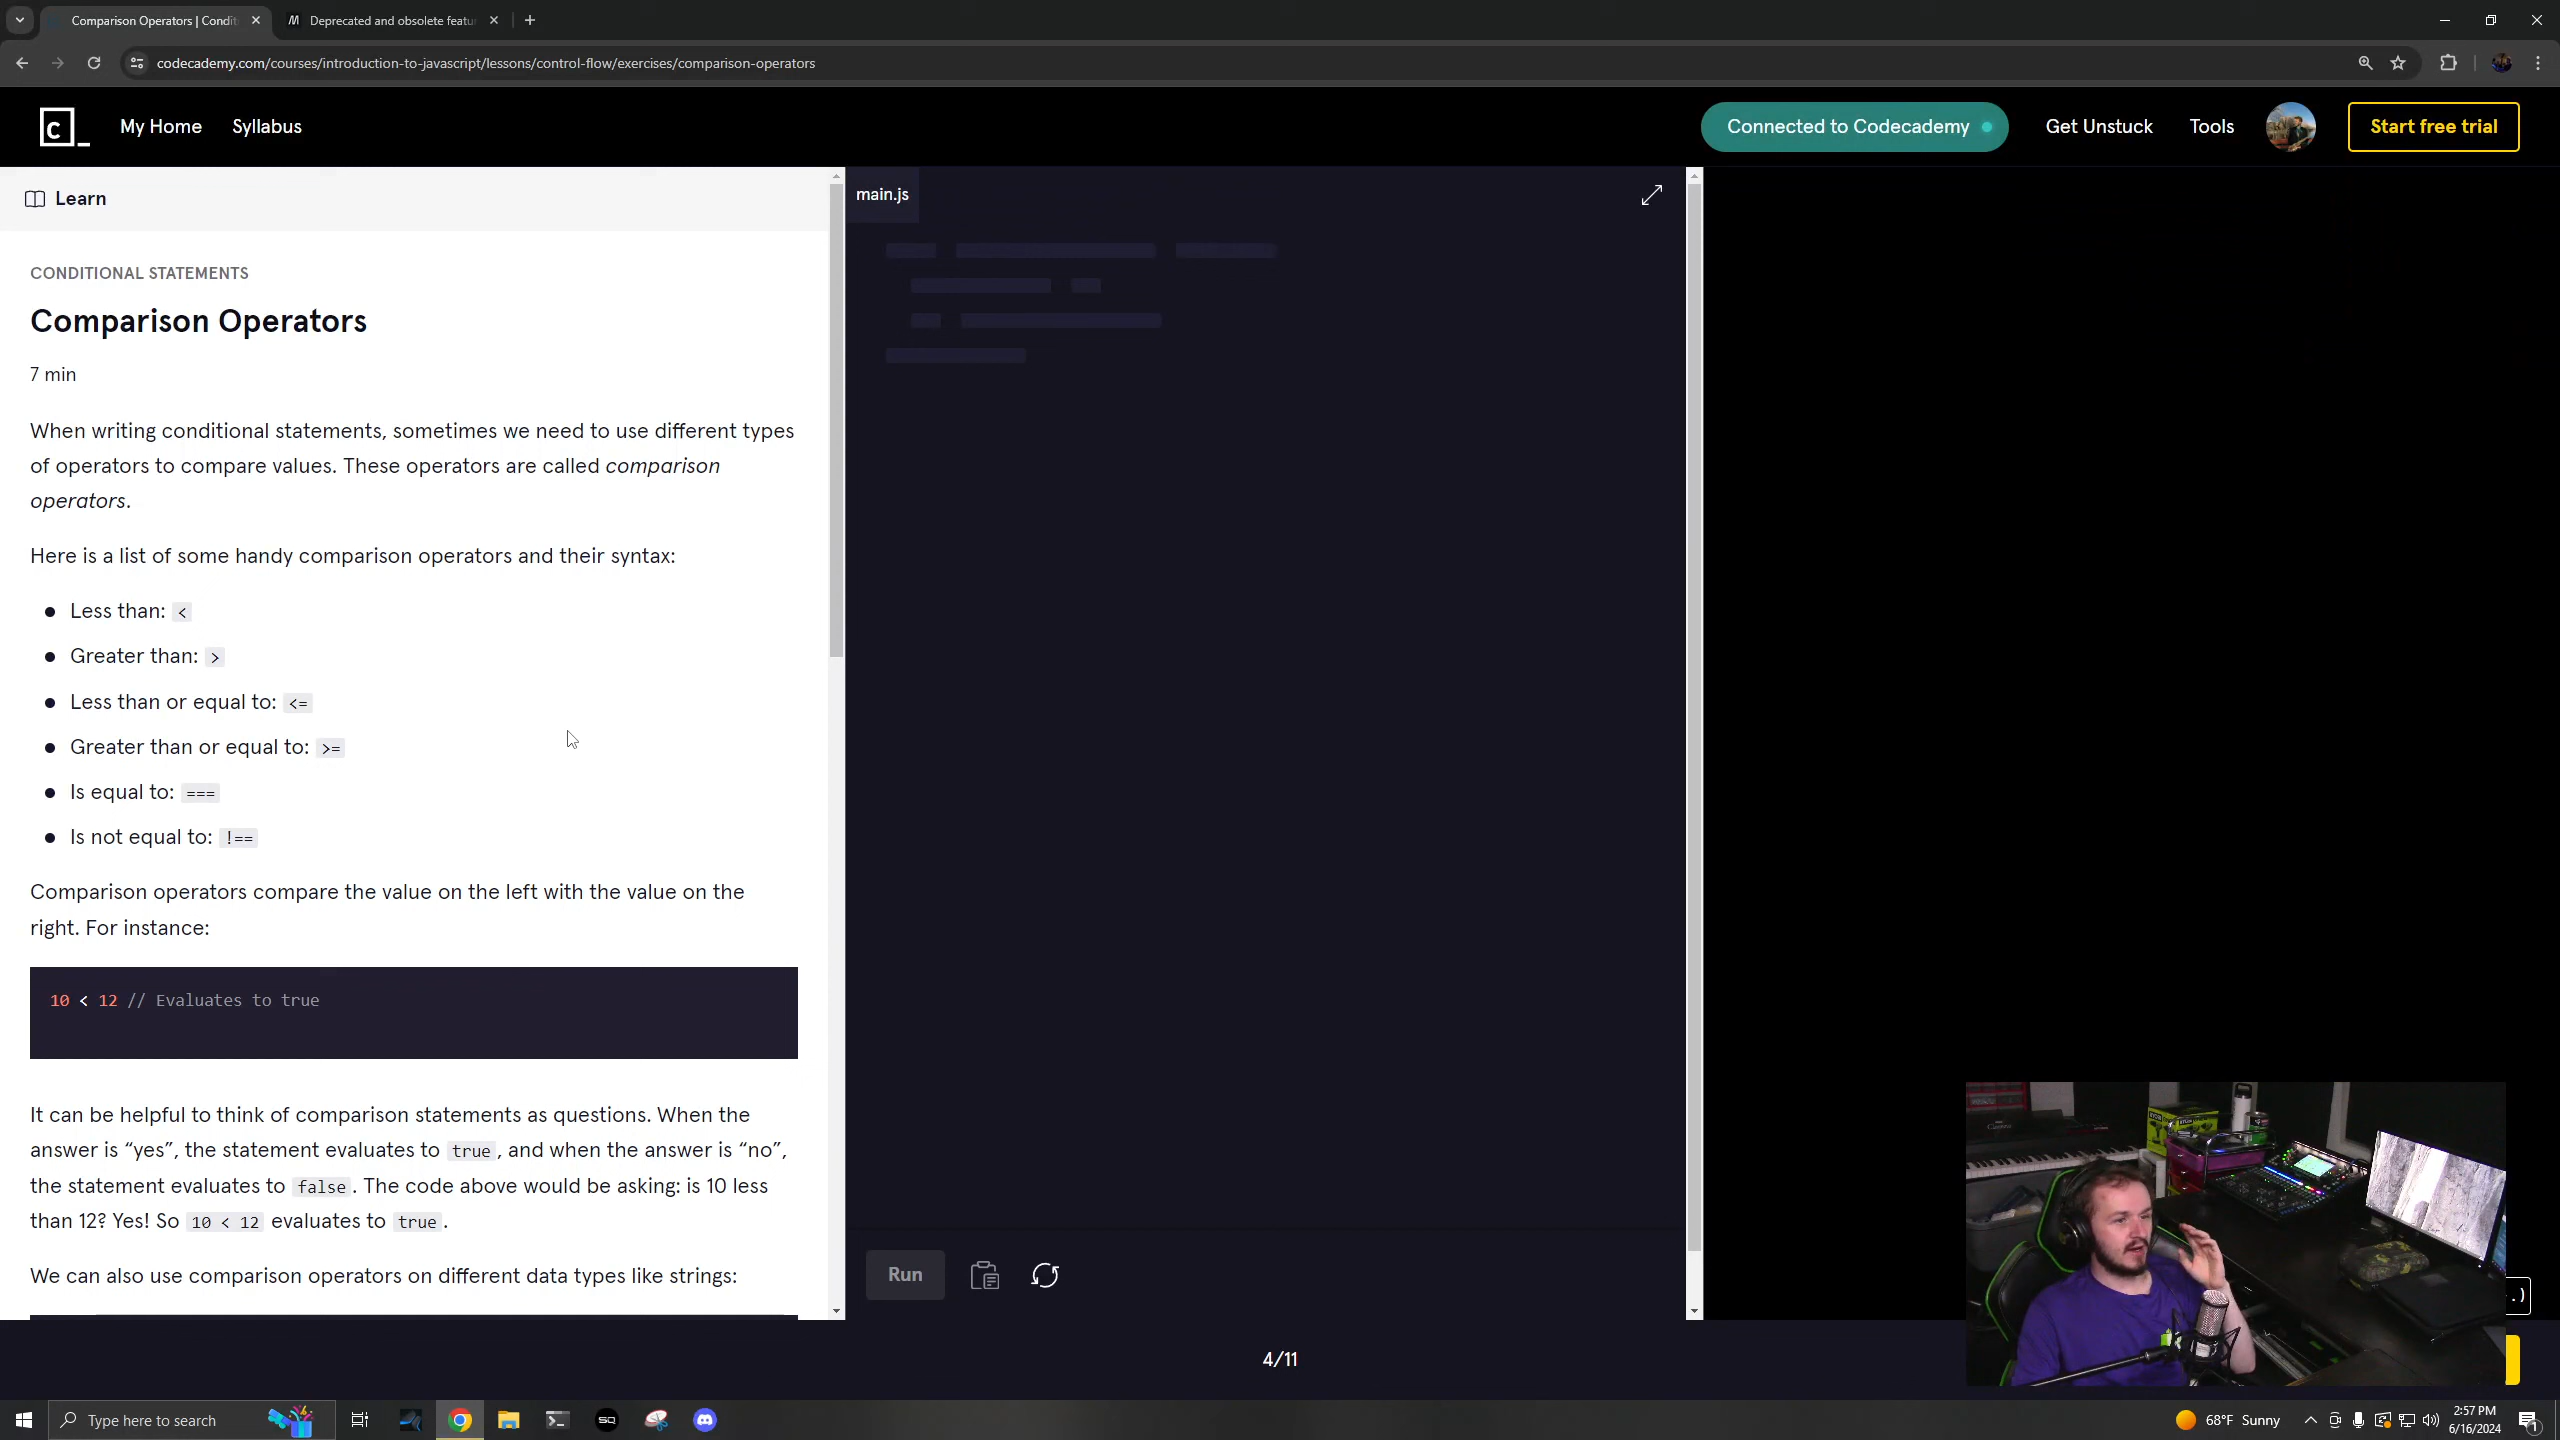 Comparison Operators | Condit
Deprecated and obsolete featu
codecademy.com/courses/introduction-to-javascript/lessons/control-flow/exercises/comparison-operators
c_
My Home
Syllabus
Connected to Codecademy
Get Unstuck
Tools
Start free trial
Learn
main.js
CONDITIONAL STATEMENTS
Comparison Operators
7 min
When writing conditional statements, sometimes we need to use different types
of operators to compare values. These operators are called comparison
operators.
Here is a list of some handy comparison operators and their syntax:
Less than: <
Greater than: >
Less than or equal to: <=
Greater than or equal to: >=
Is equal to: ===
Is not equal to: !==
Comparison operators compare the value on the left with the value on the
right. For instance:
10 < 12 // Evaluates to true
It can be helpful to think of comparison statements as questions. When the
answer is “yes”, the statement evaluates to true, and when the answer is “no”,
the statement evaluates to false. The code above would be asking: is 10 less
than 12? Yes! So 10 < 12 evaluates to true.
We can also use comparison operators on different data types like strings:
Run
.)
4/11
Type here to search
SQ
68°F Sunny
2:57 PM
6/16/2024
1